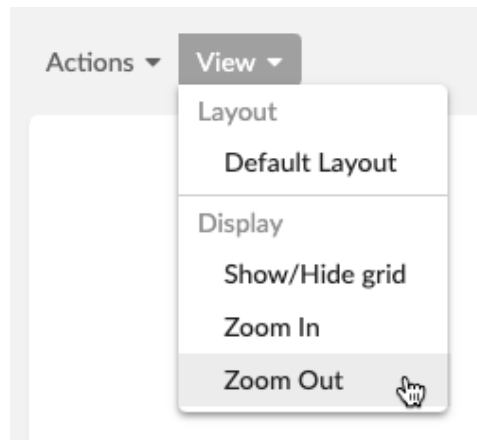 Actions View
Layout
Default Layout
Display
Show/Hide grid
Zoom In
Zoom Out